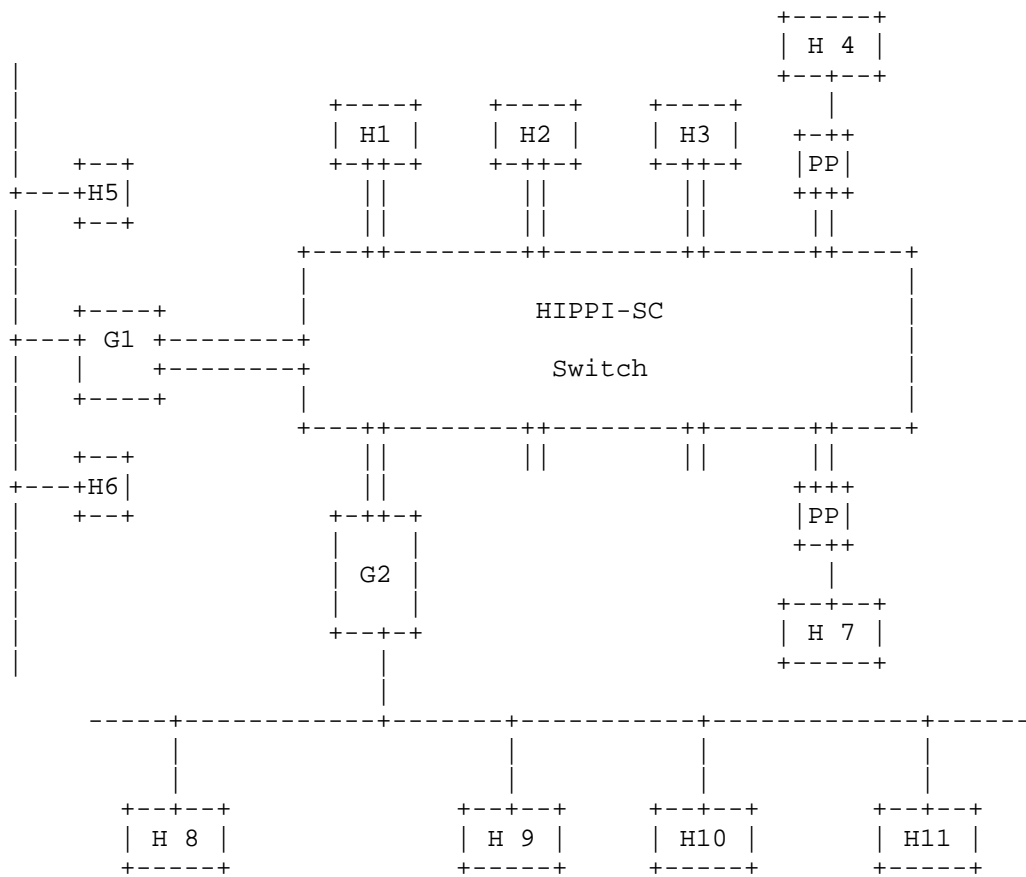 H 4
H1 H2 H3
PP
H5
HIPPI-SC
G1
Switch
H6
PP
G2
H 7
H 8 H 9 H10 H11